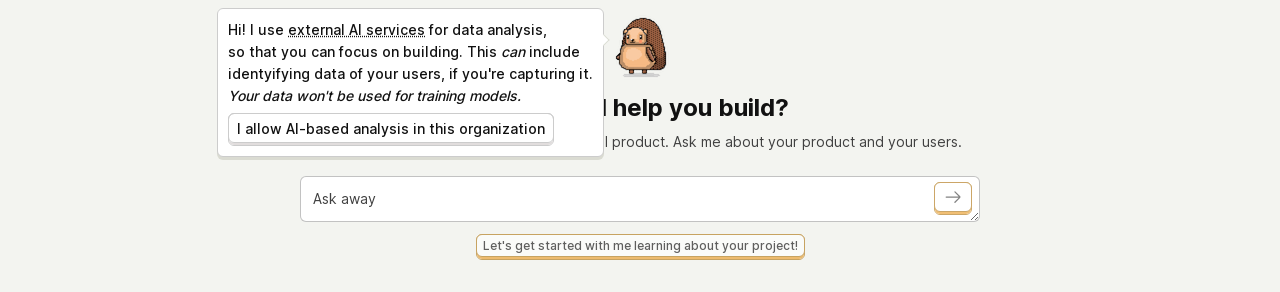 Hi! I use external AI services for data analysis,
so that you can focus on building. This can include
identyifying data of your users, if you're capturing it.
Your data won't be used for training models.
I allow AI-based analysis in this organization
help you build?
product. Ask me about your product and your users.
Ask away
Let's get started with me learning about your project!